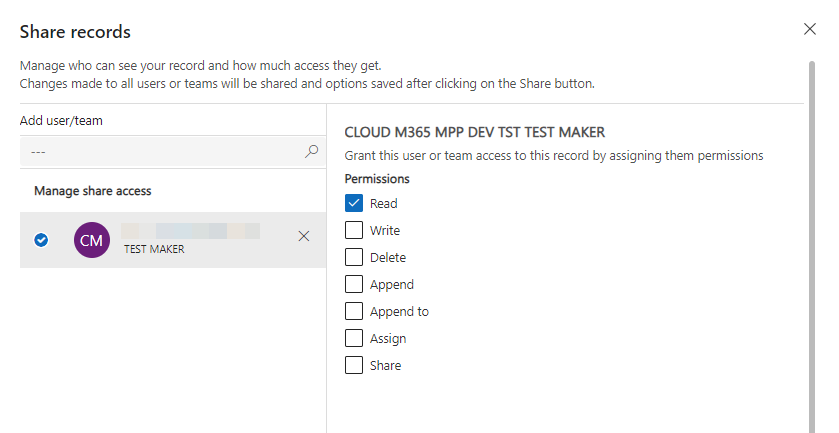 Share records
Manage who can see your record and how much access they get.
Changes made to all users or teams will be shared and options saved after clicking on the Share button.
Add user/team
---
Manage share access
CM
TEST MAKER
CLOUD M365 MPP DEV TST TEST MAKER
Grant this user or team access to this record by assigning them permissions
Permissions
Read
Write
Delete
Append
Append to
Assign
Share